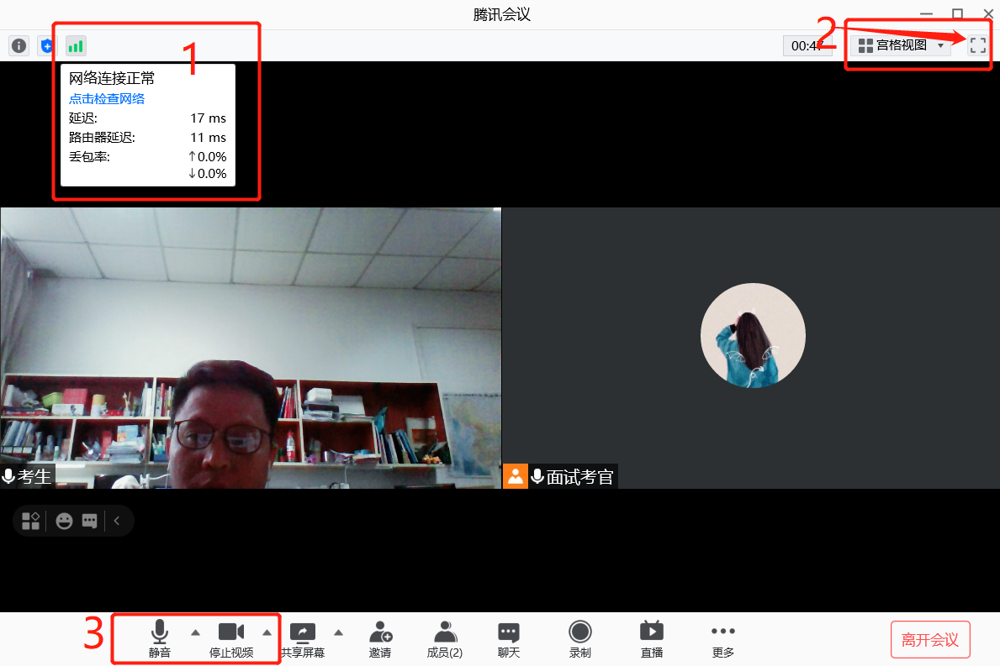 腾讯会议
1
2
00:47
宫格视图
网络连接正常
点击检查网络
延迟: 17 ms
路由器延迟: 11 ms
丢包率: ↑0.0%
↓0.0%
考生
面试考官
3
静音
停止视频
共享屏幕
邀请
成员(2)
聊天
录制
直播
更多
离开会议